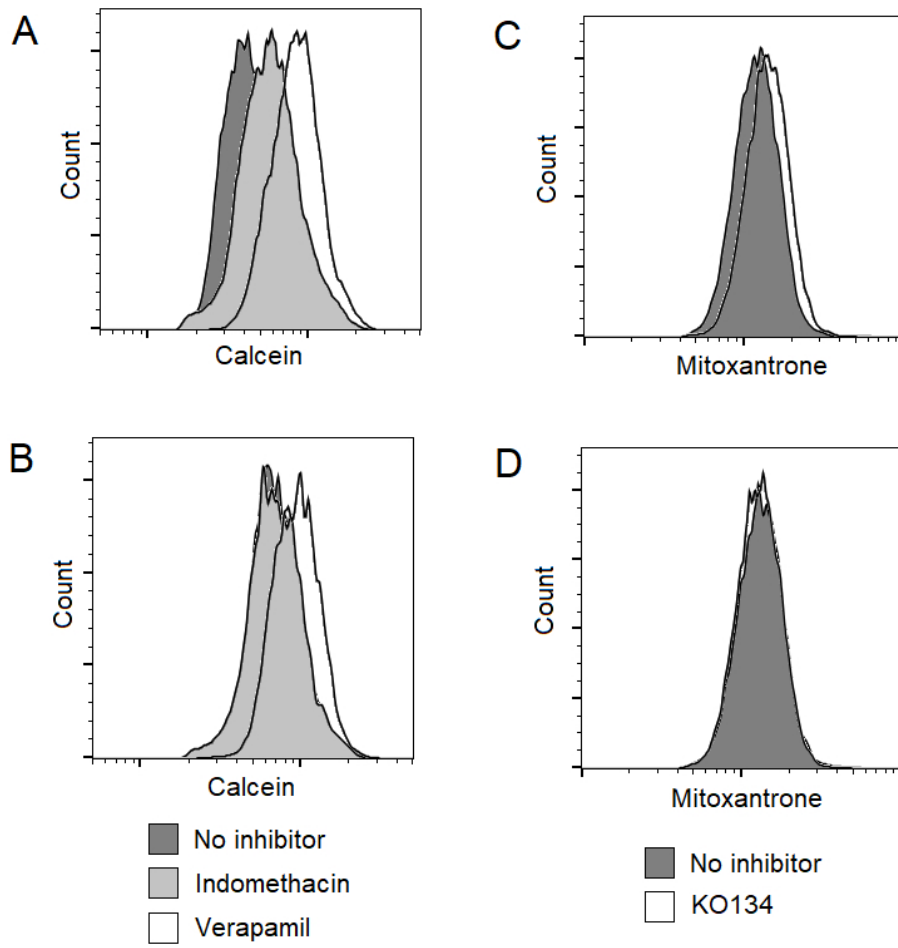 A
Count
Calcein
B
Count
Calcein
No inhibitor
Indomethacin
Verapamil
C
Count
Mitoxantrone
D
Count
Mitoxantrone
No inhibitor
KO134